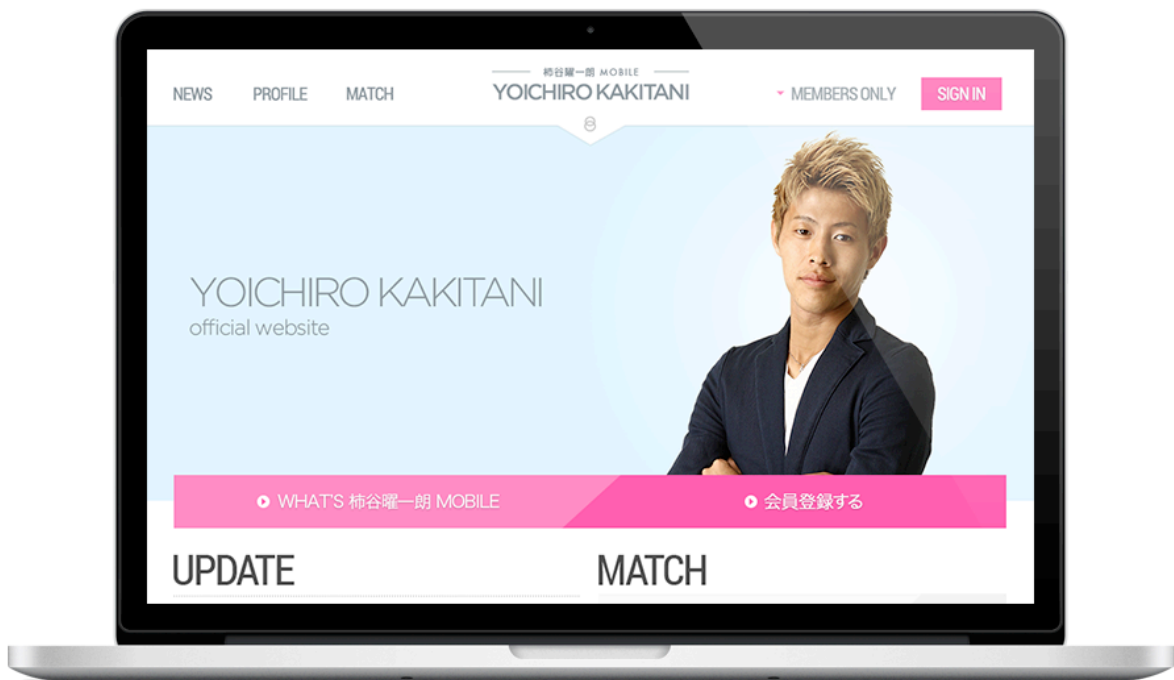 柿谷曜一朗 MOBILE
NEWS PROFILE MATCH YOICHIRO KAKITANI MEMBERS ONLY SIGN IN
YOICHIRO KAKITANI
official website
WHAT'S 柿谷曜一朗 MOBILE 会員登録する
UPDATE MATCH